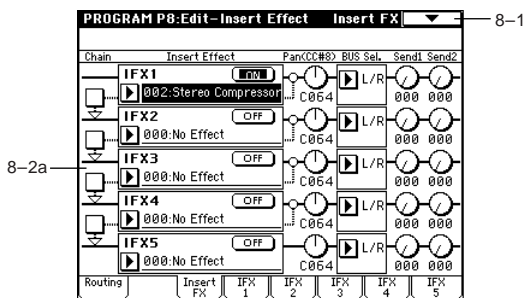 PROGRAM P8:Edit-Insert Effect Insert FX
8–1
Chain Insert Effect Pan(CC#8) BUS Sel. Send1 Send2
IFX1 ON
002:Stereo Compressor C064 L/R 000 000
IFX2 OFF
000:No Effect C064 L/R 000 000
8–2a
IFX3 OFF
000:No Effect C064 L/R 000 000
IFX4 OFF
000:No Effect C064 L/R 000 000
IFX5 OFF
000:No Effect C064 L/R 000 000
Routing Insert FX IFX 1 IFX 2 IFX 3 IFX 4 IFX 5